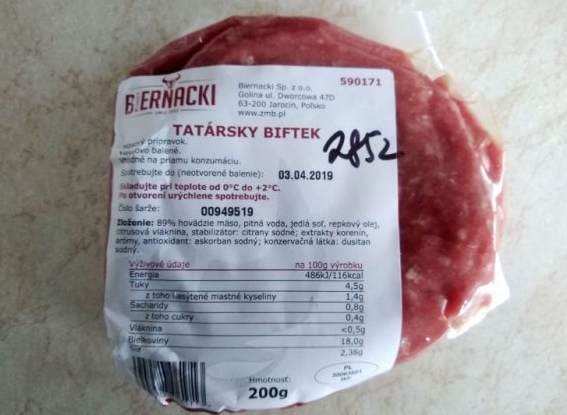 BIERNACKI
Biernacki Sp. z o.o.
Golina ul. Dworcowa 47D
63-200 Jarocin, Poľsko
www.zmb.pl
590171
TATÁRSKY BIFTEK
2852
prípravok.
balené.
na priamu konzumáciu.
Spotrebujte do (neotvorené balenie): 03.04.2019
Skladujte pri teplote od 0°C do +2°C.
Po otvorení urýchlene spotrebujte.
Číslo šarže: 00949519
Zloženie: 89% hovädzie mäso, pitná voda, jedlá soľ, repkový olej,
citrusová vláknina, stabilizátor: citrany sodné; extrakty korenín,
arómy, antioxidant: askorban sodný; konzervačná látka: dusitan
sodný.
Výživové údaje na 100g výrobku
Energia 486kJ/116kcal
Tuky 4,5g
z toho nasýtené mastné kyseliny 1,4g
Sacharidy 0,8g
z toho cukry 0,4g
Vláknina <0,5g
Bielkoviny 18,0g
Soľ 2,38g
Hmotnosť:
200g
PL